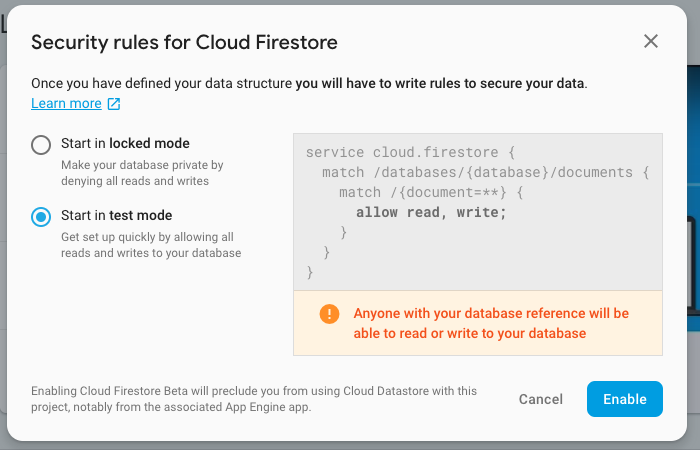 Security rules for Cloud Firestore
Once you have defined your data structure you will have to write rules to secure your data.
Learn more
Start in locked mode
Make your database private by
denying all reads and writes
Start in test mode
Get set up quickly by allowing all
reads and writes to your database
service cloud.firestore {
  match /databases/{database}/documents {
    match /{document=**} {
      allow read, write;
    }
  }
}
Anyone with your database reference will be
able to read or write to your database
Enabling Cloud Firestore Beta will preclude you from using Cloud Datastore with this
project, notably from the associated App Engine app.
Cancel
Enable